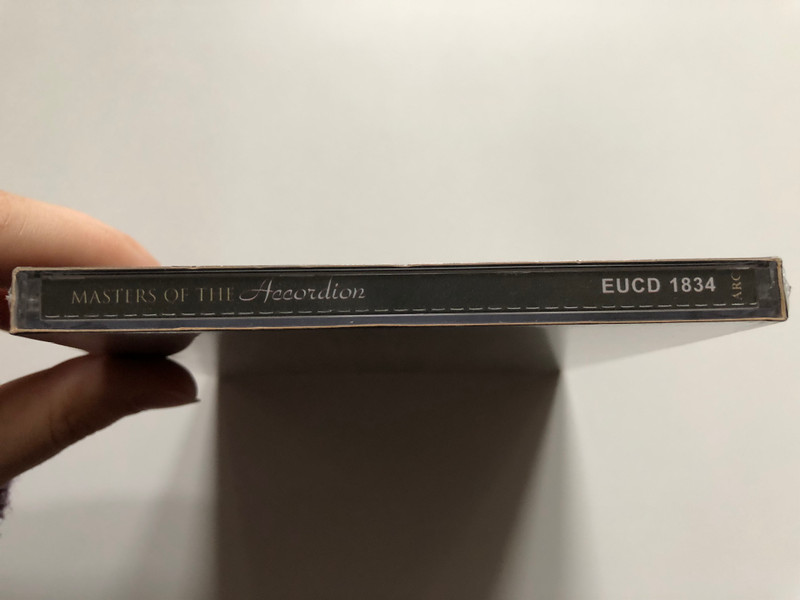 MASTERS OF THE Accordion
EUCD 1834
ARC